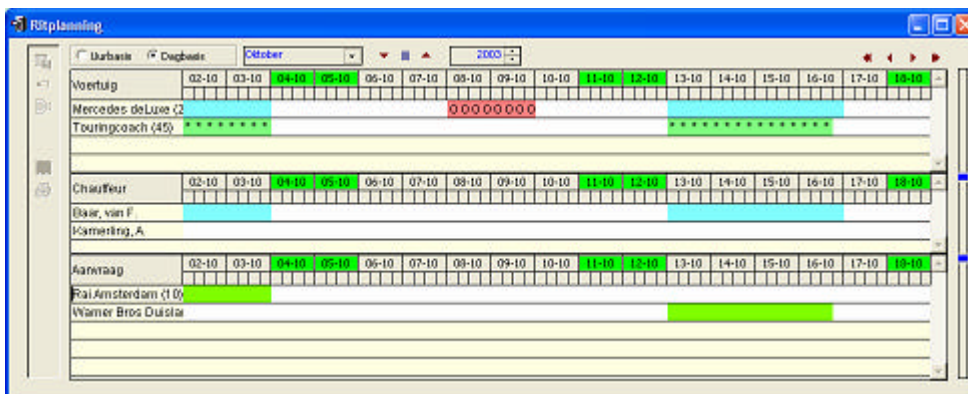 Ritplanning
Uurbasis Dagbasis Oktober 2003
Voertuig 02-10 03-10 04-10 05-10 06-10 07-10 08-10 09-10 10-10 11-10 12-10 13-10 14-10 15-10 16-10 17-10 18-10
Mercedes deLuxe (2 O O O O O O O O
Touringcoach (45) * * * * * * * * * * * * * * * * * * * * * * *
Chauffeur 02-10 03-10 04-10 05-10 06-10 07-10 08-10 09-10 10-10 11-10 12-10 13-10 14-10 15-10 16-10 17-10 18-10
Baar, van F.
Kamerling, A.
Aanvraag 02-10 03-10 04-10 05-10 06-10 07-10 08-10 09-10 10-10 11-10 12-10 13-10 14-10 15-10 16-10 17-10 18-10
Rai Amsterdam (10)
Warner Bros Duislan